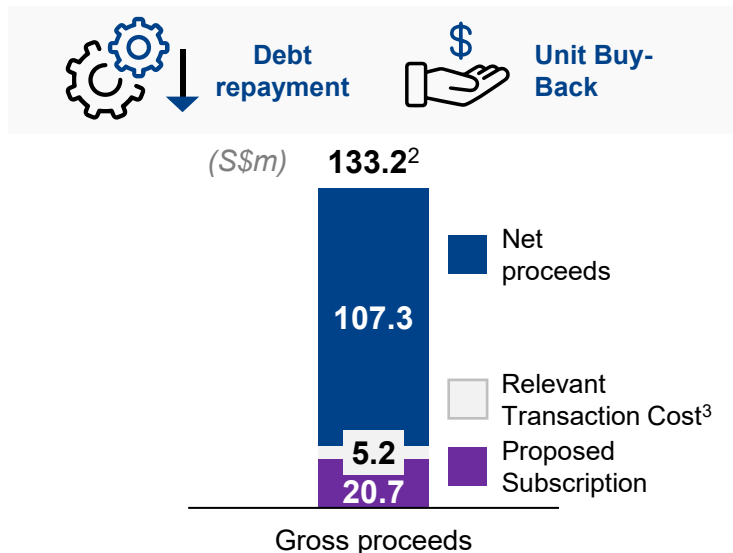 $
Debt
repayment
Unit Buy-
Back
(S$m)
133.2²
Net
proceeds
107.3
Relevant
Transaction Cost³
5.2
Proposed
Subscription
20.7
Gross proceeds